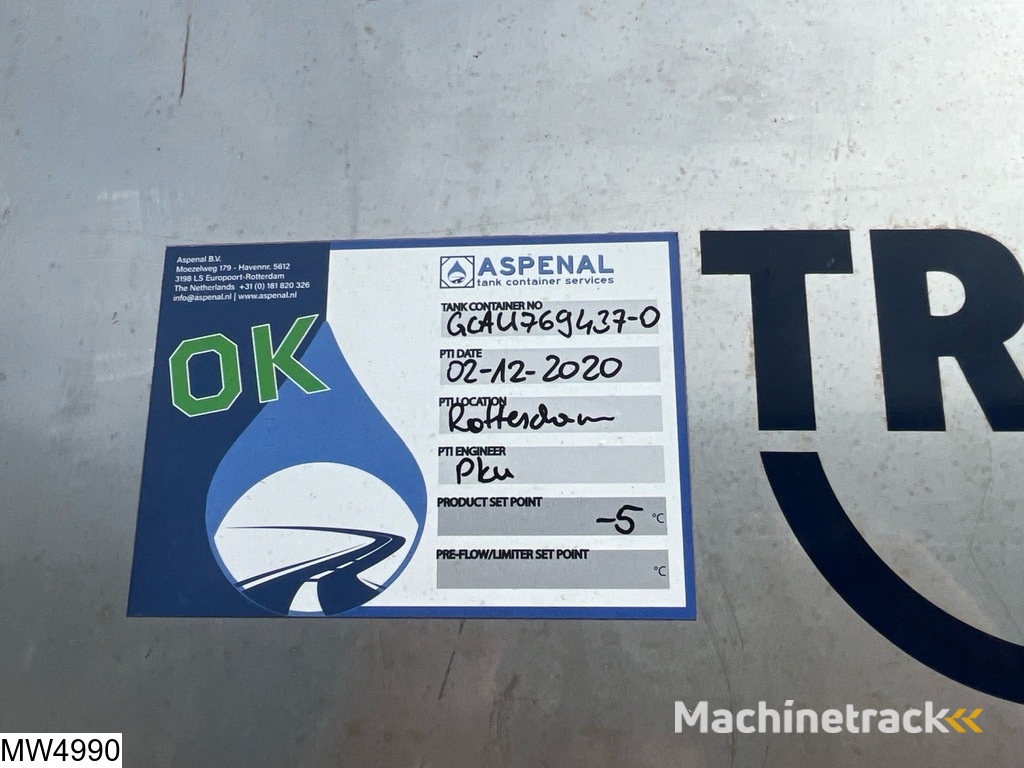 Aspenal B.V.
Moezelweg 179 - Havennr. 5612
3198 LS Europoort-Rotterdam
The Netherlands +31 (0) 181 820 326
info@aspenal.nl | www.aspenal.nl
OK
ASPENAL
tank container services
TANK CONTAINER NO
GCAU769437-0
PTI DATE
02-12-2020
PTI LOCATION
Rotterdam
PTI ENGINEER
PRODUCT SET POINT
-5 °C
PRE-FLOW/LIMITER SET POINT
°C
TR
Machinetrack
MW4990